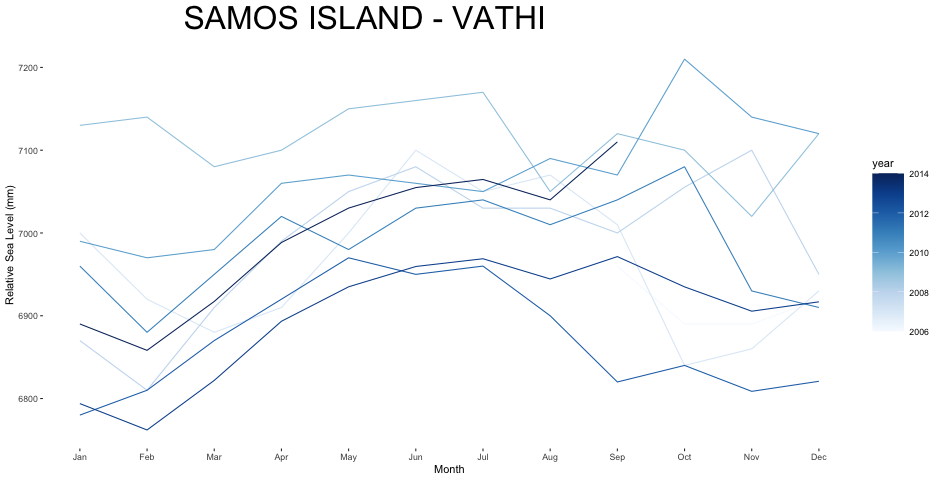 SAMOS ISLAND - VATHI
7200
7100
7000
6900
6800
Relative Sea Level (mm)
Jan Feb Mar Apr May Jun Jul Aug Sep Oct Nov Dec
Month
year
2014
2012
2010
2008
2006